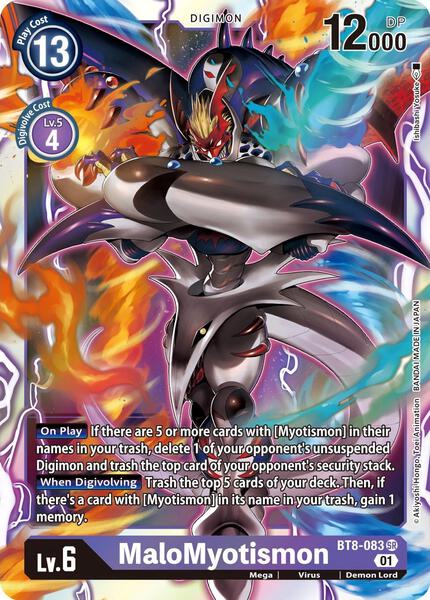 DIGIMON
Play Cost
13
12000
DP
Digivolve Cost
Lv.5
4
Ishibashi Yosuke
On Play If there are 5 or more cards with [Myotismon] in their
names in your trash, delete 1 of your opponent's unsuspended
Digimon and trash the top card of your opponent's security stack.
When Digivolving Trash the top 5 cards of your deck. Then, if
there's a card with [Myotismon] in its name in your trash, gain 1
memory.
© Akiyoshi Hongo, Toei Animation BANDAI MADE IN JAPAN
Lv.6
MaloMyotismon
BT8-083 SR
01
Mega | Virus | Demon Lord